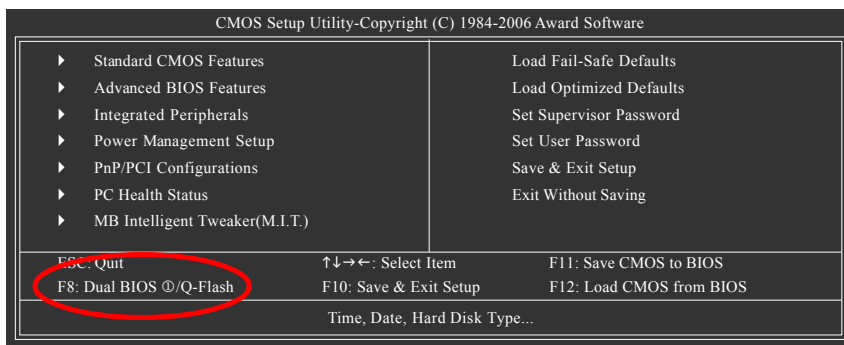 CMOS Setup Utility-Copyright (C) 1984-2006 Award Software
Standard CMOS Features
Advanced BIOS Features
Integrated Peripherals
Power Management Setup
PnP/PCI Configurations
PC Health Status
MB Intelligent Tweaker(M.I.T.)
Load Fail-Safe Defaults
Load Optimized Defaults
Set Supervisor Password
Set User Password
Save & Exit Setup
Exit Without Saving
ESC: Quit ↑↓→←: Select Item F11: Save CMOS to BIOS
F8: Dual BIOS ①/Q-Flash F10: Save & Exit Setup F12: Load CMOS from BIOS
Time, Date, Hard Disk Type...